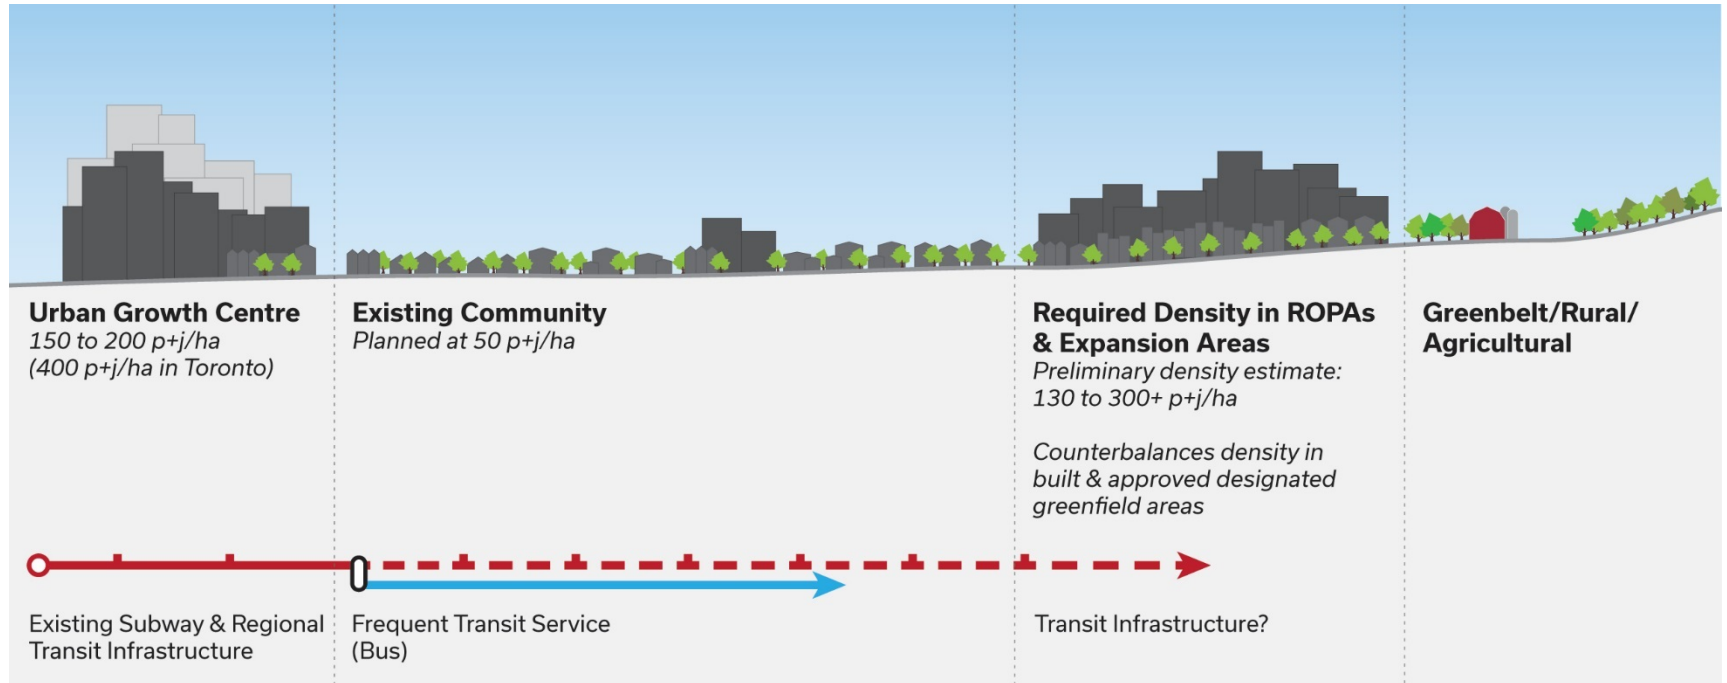 Urban Growth Centre
150 to 200 p+j/ha
(400 p+j/ha in Toronto)
Existing Community
Planned at 50 p+j/ha
Required Density in ROPAs
& Expansion Areas
Preliminary density estimate:
130 to 300+ p+j/ha
Counterbalances density in
built & approved designated
greenfield areas
Greenbelt/Rural/
Agricultural
Existing Subway & Regional
Transit Infrastructure
Frequent Transit Service
(Bus)
Transit Infrastructure?